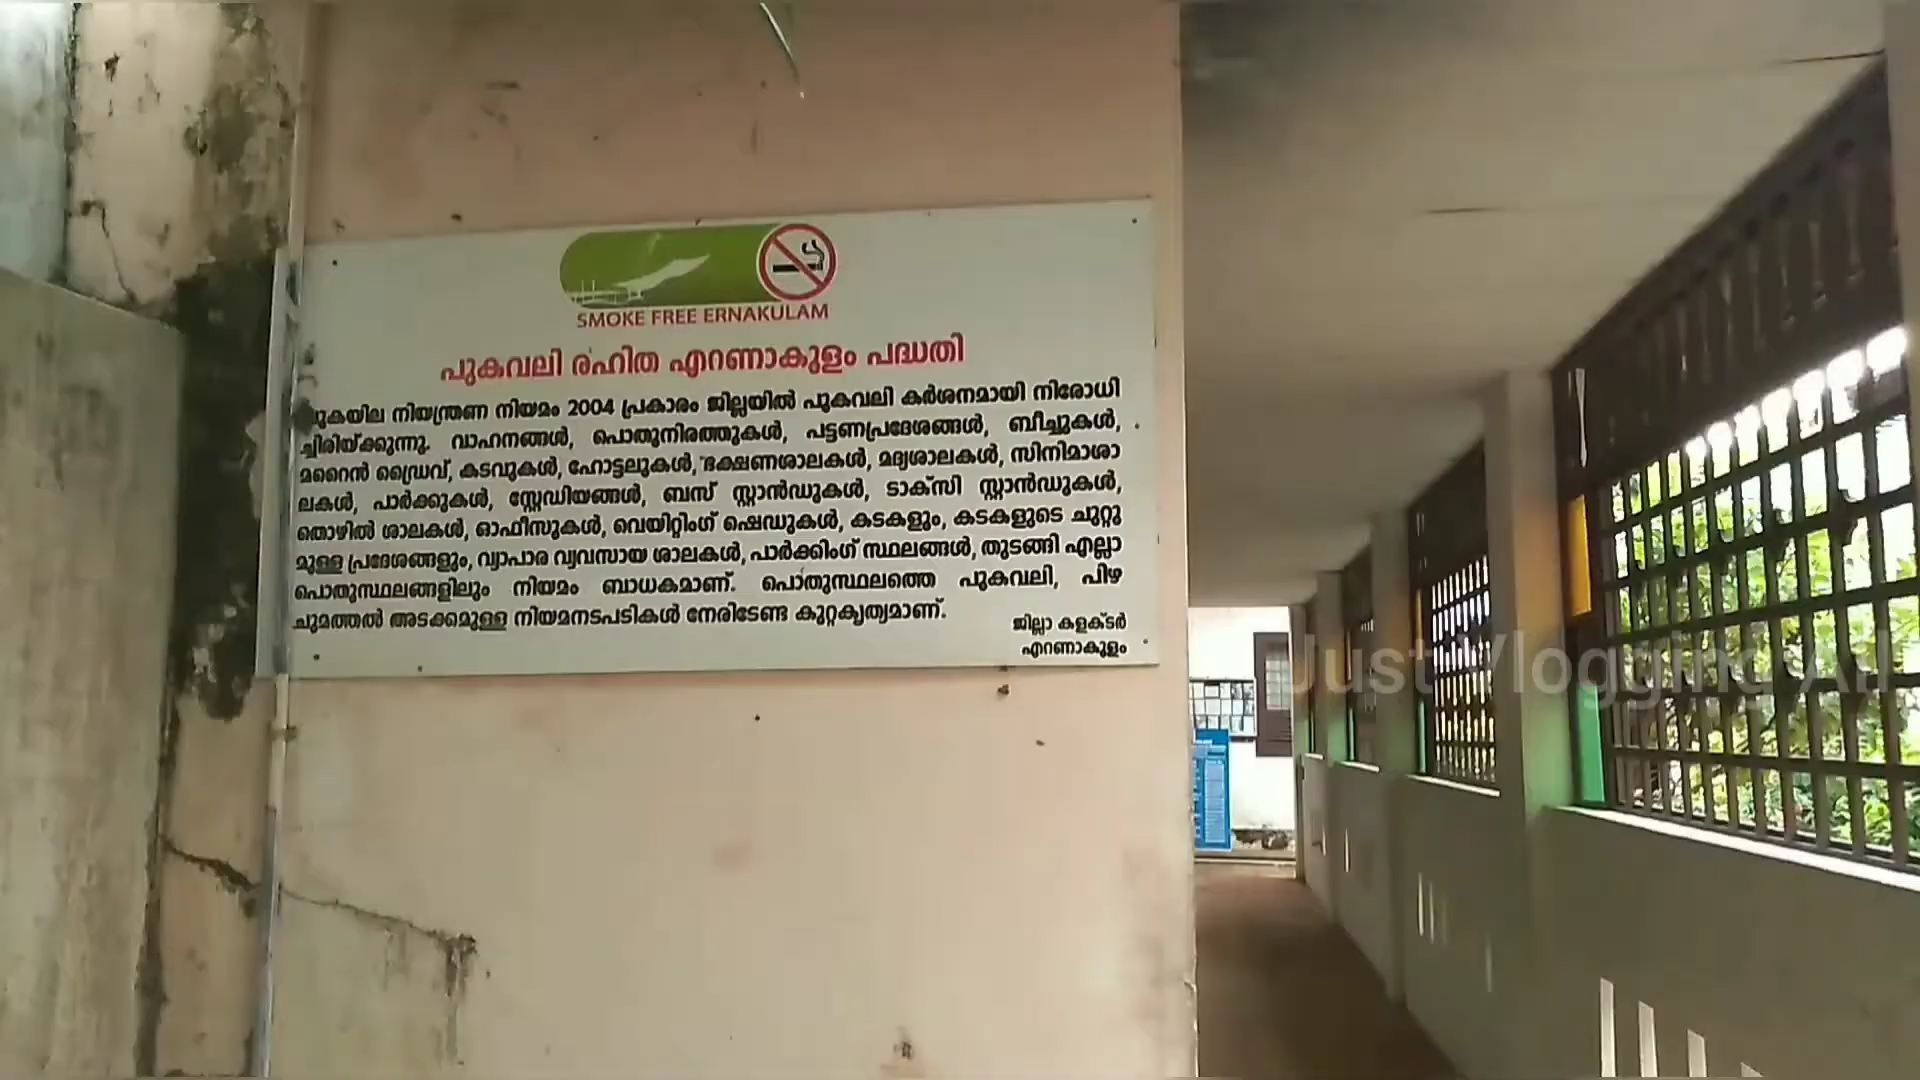 SMOKE FREE ERNAKULAM
പുകവലി രഹിത എറണാകുളം പദ്ധതി
പുകയില നിയന്ത്രണ നിയമം 2004 പ്രകാരം ജില്ലയിൽ പുകവലി കർശനമായി നിരോധി
ച്ചിരിയ്ക്കുന്നു. വാഹനങ്ങൾ, പൊതുനിരത്തുകൾ, പട്ടണപ്രദേശങ്ങൾ, ബീച്ചുകൾ,
മറൈൻ ഡ്രൈവ്, കടവുകൾ, ഹോട്ടലുകൾ, ഭക്ഷണശാലകൾ, മദ്യശാലകൾ, സിനിമാശാ
ലകൾ, പാർക്കുകൾ, സ്റ്റേഡിയങ്ങൾ, ബസ് സ്റ്റാൻഡുകൾ, ടാക്സി സ്റ്റാൻഡുകൾ,
തൊഴിൽ ശാലകൾ, ഓഫീസുകൾ, വെയിറ്റിംഗ് ഷെഡുകൾ, കടകളും, കടകളുടെ ചുറ്റു
മുള്ള പ്രദേശങ്ങളും, വ്യാപാര വ്യവസായ ശാലകൾ, പാർക്കിംഗ് സ്ഥലങ്ങൾ, തുടങ്ങി എല്ലാ
പൊതുസ്ഥലങ്ങളിലും നിയമം ബാധകമാണ്. പൊതുസ്ഥലത്തെ പുകവലി, പിഴ
ചുമത്തൽ അടക്കമുള്ള നിയമനടപടികൾ നേരിടേണ്ട കുറ്റകൃത്യമാണ്.
ജില്ലാ കളക്ടർ
എറണാകുളം
Just Vlogging All